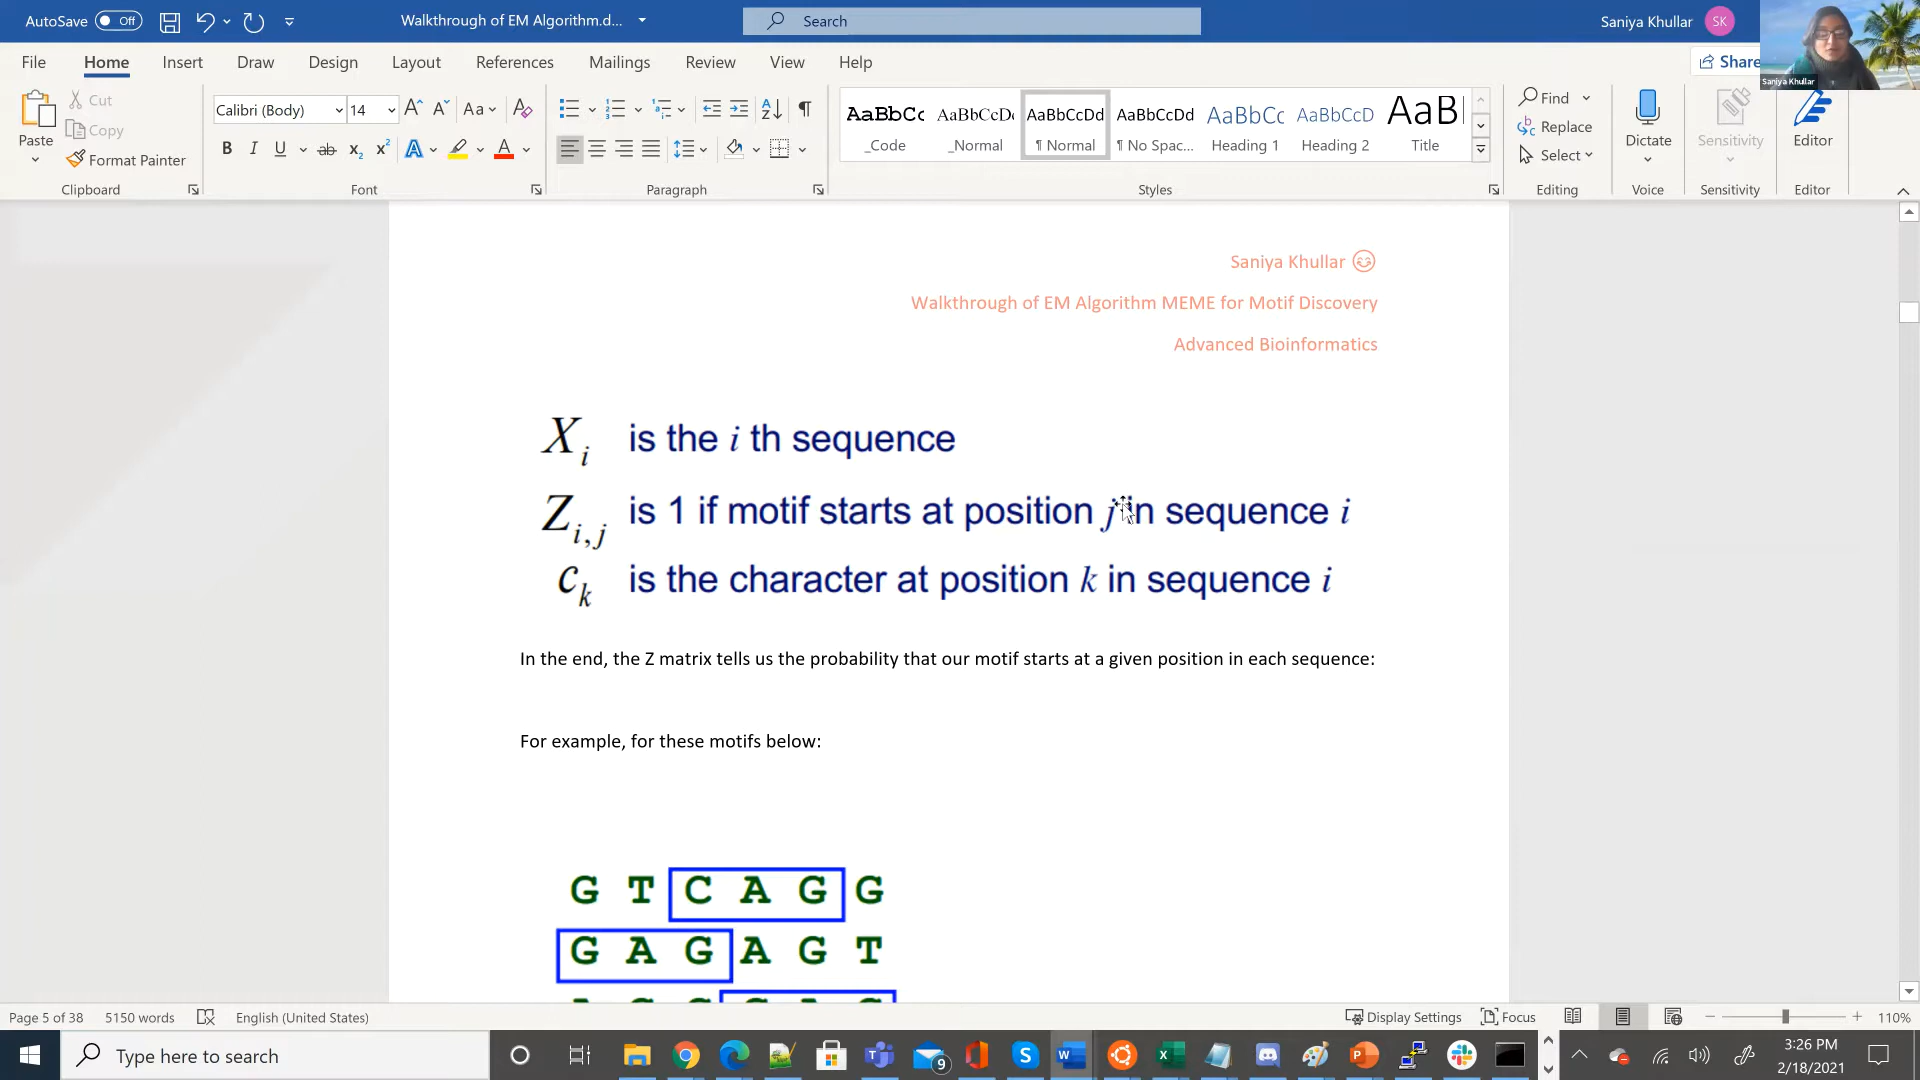 AutoSave Off
Walkthrough of EM Algorithm.d...
Search
Saniya Khullar SK
File Home Insert Draw Design Layout References Mailings Review View Help
Share
Saniya Khullar
Paste
Cut
Copy
Format Painter
Clipboard
Calibri (Body) 14
Font
Paragraph
AaBbCc AaBbCcDc AaBbCcDd AaBbCcDd AaBbCc AaBbCcD AaB
_Code _Normal ¶ Normal ¶ No Spac... Heading 1 Heading 2 Title
Styles
Find
Replace
Select
Editing
Dictate
Voice
Sensitivity
Sensitivity
Editor
Editor
Saniya Khullar
Walkthrough of EM Algorithm MEME for Motif Discovery
Advanced Bioinformatics
X i is the i th sequence
Z i,j is 1 if motif starts at position j in sequence i
c k is the character at position k in sequence i
In the end, the Z matrix tells us the probability that our motif starts at a given position in each sequence:
For example, for these motifs below:
G T C A G G
G A G A G T
Page 5 of 38 5150 words English (United States)
Display Settings Focus 110%
Type here to search
9
3:26 PM
2/18/2021